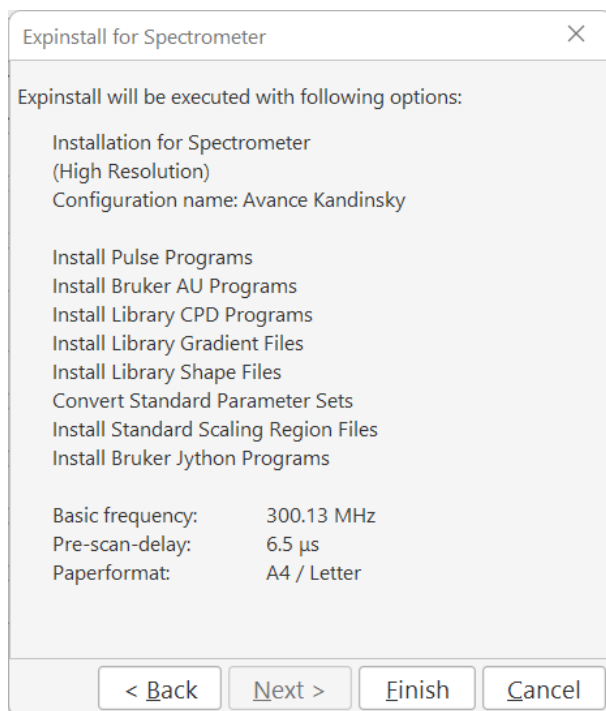 Expinstall for Spectrometer
Expinstall will be executed with following options:
Installation for Spectrometer
(High Resolution)
Configuration name: Avance Kandinsky
Install Pulse Programs
Install Bruker AU Programs
Install Library CPD Programs
Install Library Gradient Files
Install Library Shape Files
Convert Standard Parameter Sets
Install Standard Scaling Region Files
Install Bruker Jython Programs
Basic frequency: 300.13 MHz
Pre-scan-delay: 6.5 µs
Paperformat: A4 / Letter
< Back Next > Finish Cancel